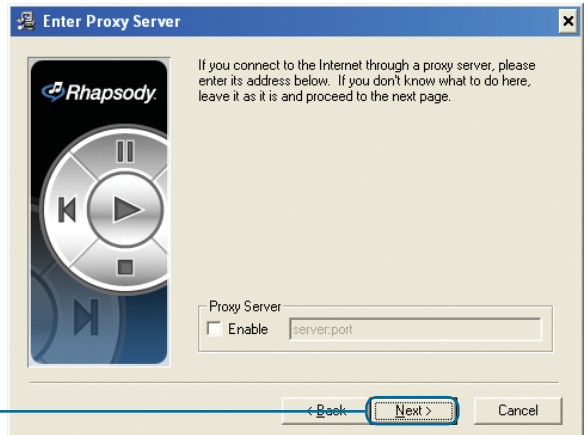 Enter Proxy Server
Rhapsody.
If you connect to the Internet through a proxy server, please
enter its address below. If you don't know what to do here,
leave it as it is and proceed to the next page.
Proxy Server
Enable server:port
< Back Next > Cancel